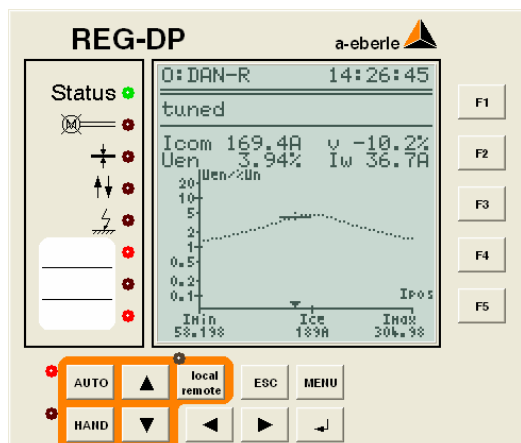 REG-DP
a-eberle
Status
M
0:DAN-R 14:26:45
tuned
Icom 169.4A v -10.2%
Uen 3.94% Iw 36.7A
Uen/%Un
20
10
5
2
1
0.5
0.2
0.1
Ipos
IMin Ice IMax
58.198 189A 304.98
F1
F2
F3
F4
F5
AUTO
local
remote
ESC
MENU
HAND